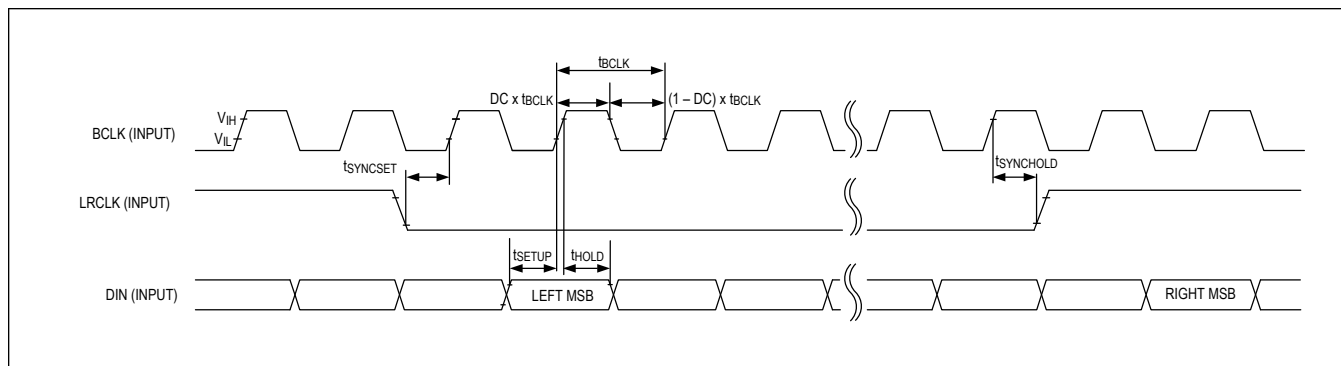 tBCLK
DC x tBCLK
(1 – DC) x tBCLK
VIH
VIL
BCLK (INPUT)
tSYNCSET
tSYNCHOLD
LRCLK (INPUT)
tSETUP
tHOLD
DIN (INPUT)
LEFT MSB
RIGHT MSB